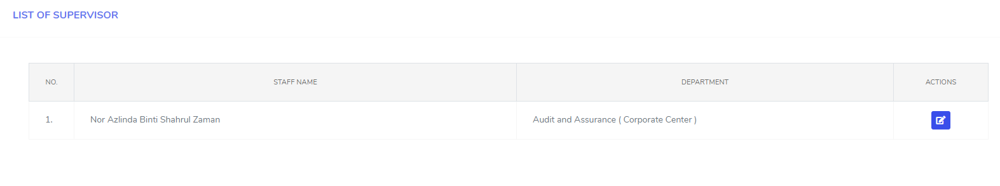 LIST OF SUPERVISOR
NO. STAFF NAME DEPARTMENT ACTIONS
1. Nor Azlinda Binti Shahrul Zaman Audit and Assurance ( Corporate Center )